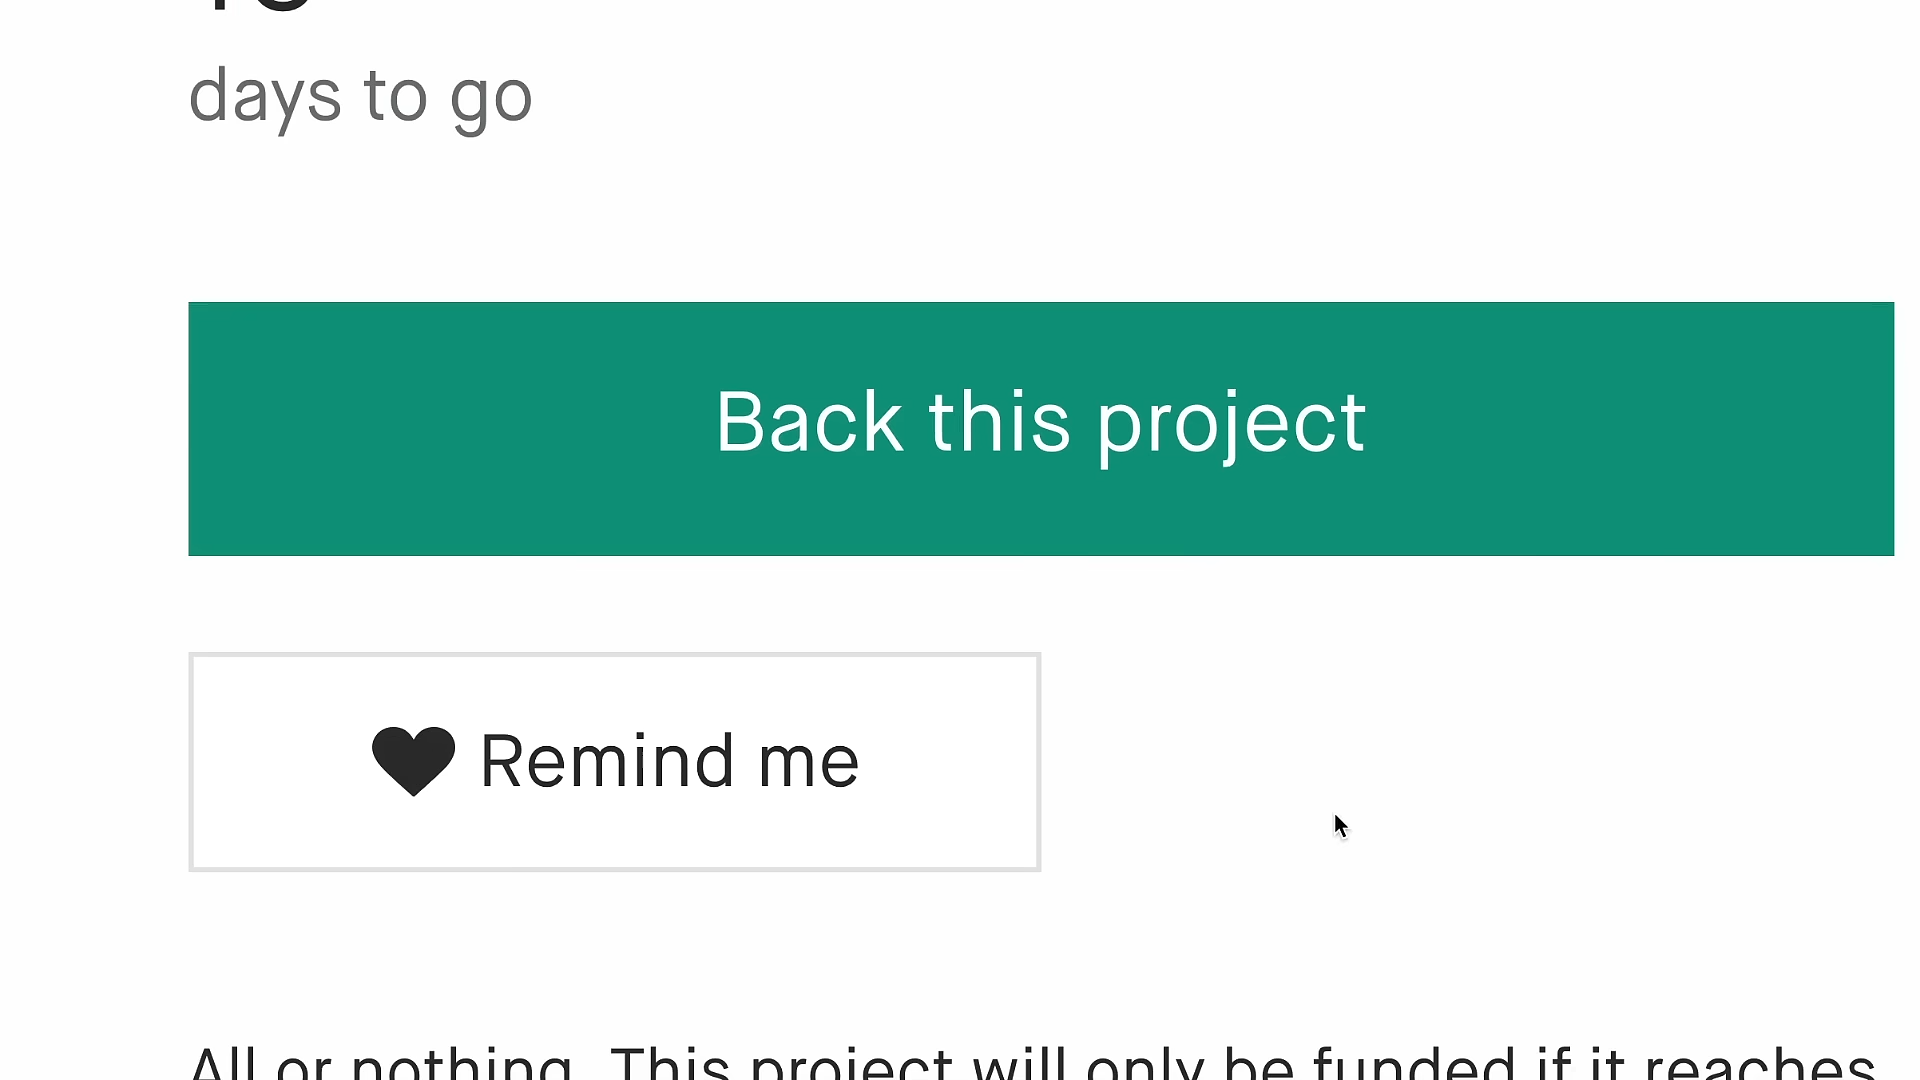 days to go
Back this project
Remind me
All or nothing. This project will only be funded if it reaches